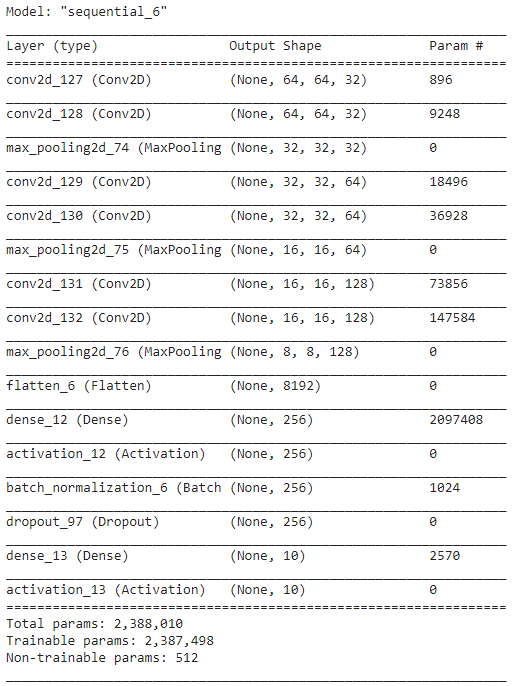 Model: "sequential_6"
Layer (type) Output Shape Param #
conv2d_127 (Conv2D) (None, 64, 64, 32) 896
conv2d_128 (Conv2D) (None, 64, 64, 32) 9248
max_pooling2d_74 (MaxPooling (None, 32, 32, 32) 0
conv2d_129 (Conv2D) (None, 32, 32, 64) 18496
conv2d_130 (Conv2D) (None, 32, 32, 64) 36928
max_pooling2d_75 (MaxPooling (None, 16, 16, 64) 0
conv2d_131 (Conv2D) (None, 16, 16, 128) 73856
conv2d_132 (Conv2D) (None, 16, 16, 128) 147584
max_pooling2d_76 (MaxPooling (None, 8, 8, 128) 0
flatten_6 (Flatten) (None, 8192) 0
dense_12 (Dense) (None, 256) 2097408
activation_12 (Activation) (None, 256) 0
batch_normalization_6 (Batch (None, 256) 1024
dropout_97 (Dropout) (None, 256) 0
dense_13 (Dense) (None, 10) 2570
activation_13 (Activation) (None, 10) 0
Total params: 2,388,010
Trainable params: 2,387,498
Non-trainable params: 512